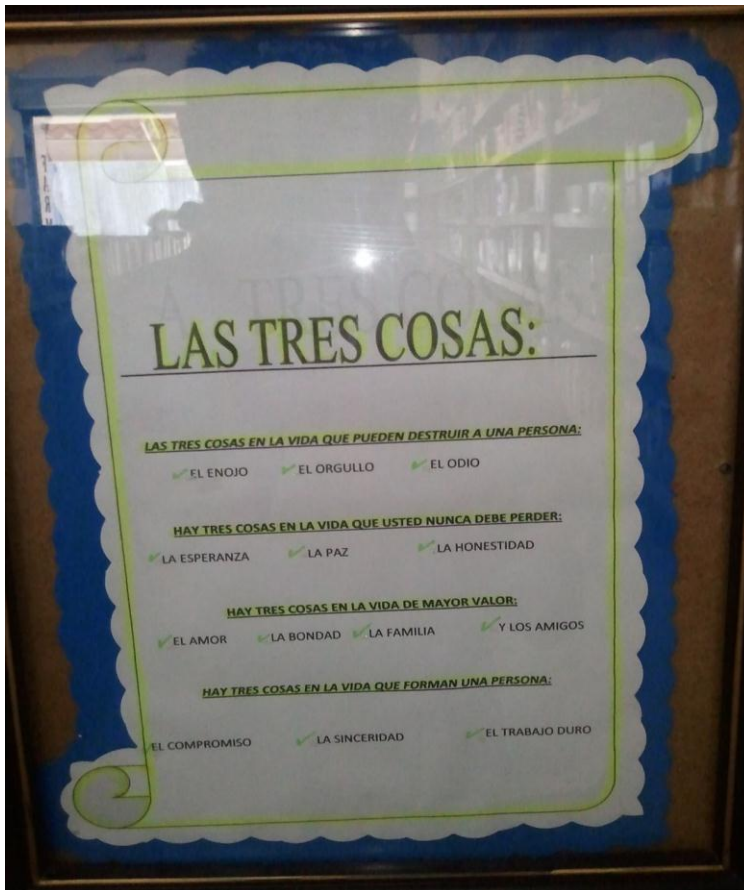 LAS TRES COSAS:
LAS TRES COSAS EN LA VIDA QUE PUEDEN DESTRUIR A UNA PERSONA:
EL ENOJO EL ORGULLO EL ODIO
HAY TRES COSAS EN LA VIDA QUE USTED NUNCA DEBE PERDER:
LA ESPERANZA LA PAZ LA HONESTIDAD
HAY TRES COSAS EN LA VIDA DE MAYOR VALOR:
EL AMOR LA BONDAD LA FAMILIA Y LOS AMIGOS
HAY TRES COSAS EN LA VIDA QUE FORMAN UNA PERSONA:
EL COMPROMISO LA SINCERIDAD EL TRABAJO DURO